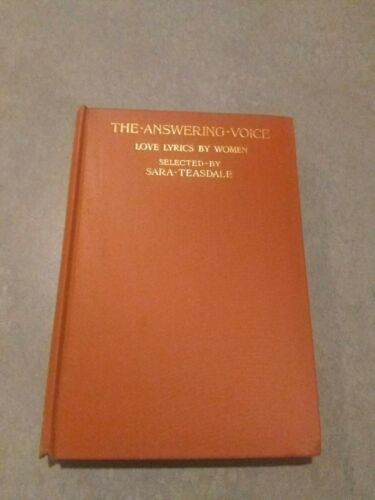 THE·ANSWERING·VOICE
LOVE LYRICS BY WOMEN
SELECTED·BY
SARA·TEASDALE